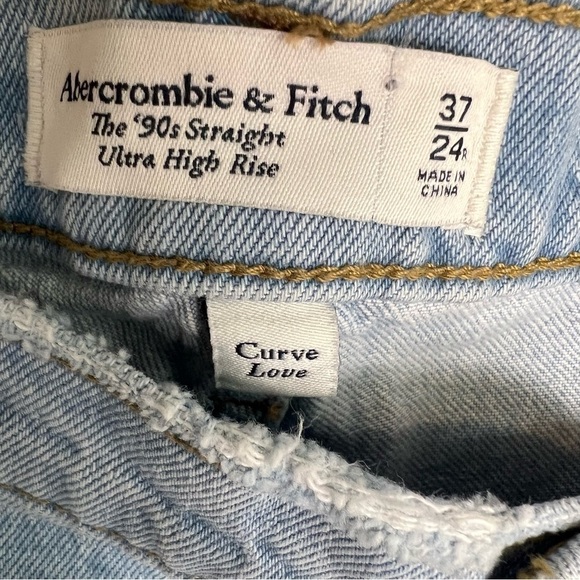 Abercrombie & Fitch
The '90s Straight
Ultra High Rise
37
24R
MADE IN
CHINA
Curve
Love